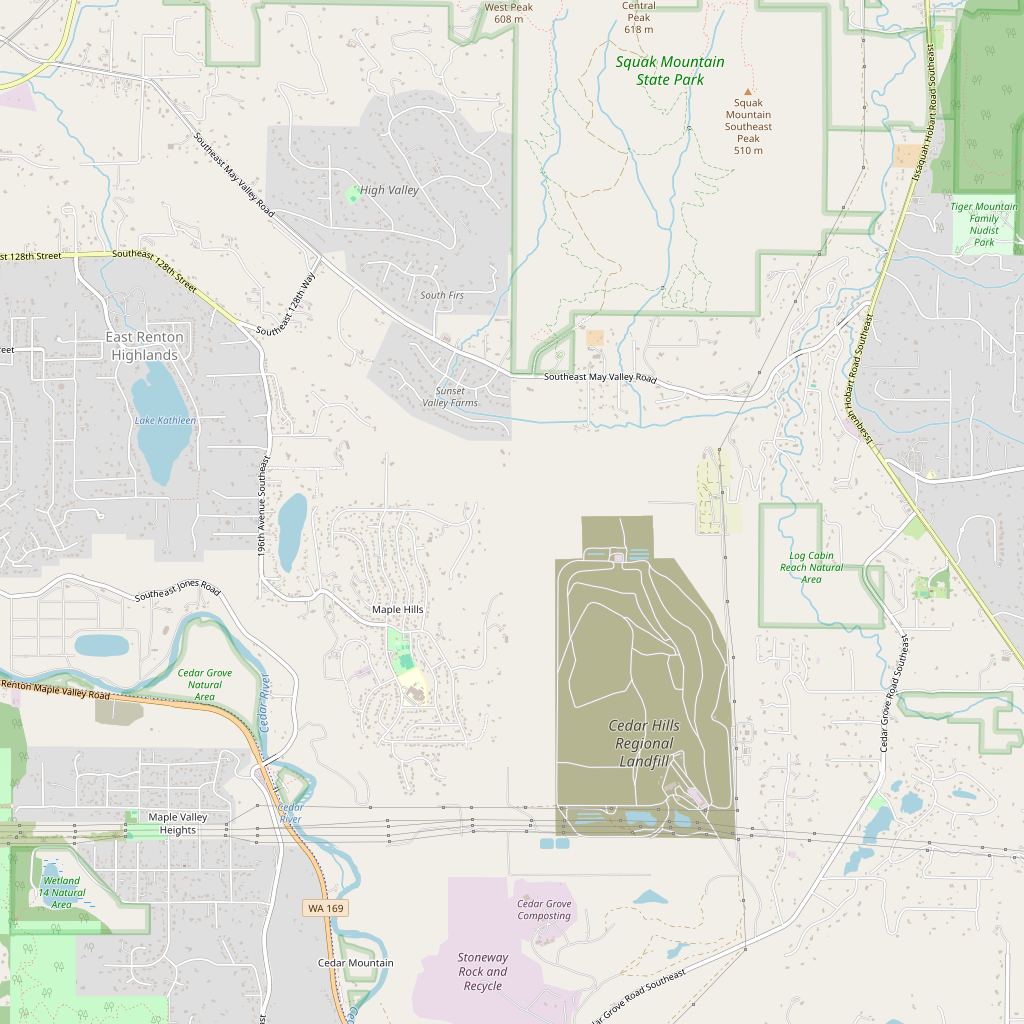 West Peak
608 m
Central
Peak
618 m
Squak Mountain
State Park
Squak
Mountain
Southeast
Peak
510 m
Issaquah Hobart Road Southeast
Southeast May Valley Road
High Valley
Tiger Mountain
Family
Nudist
Park
st 128th Street
Southeast 128th Street
Southeast 128th Way
South Firs
East Renton
Highlands
Southeast May Valley Road
Issaquah Hobart Road Southeast
Issaquah
Sunset
Valley Farms
Lake Kathleen
196th Avenue Southeast
Log Cabin
Reach Natural
Area
Southeast Jones Road
Maple Hills
Cedar Grove
Natural
Area
Cedar River
Renton Maple Valley Road
Cedar Grove Road Southeast
Cedar Hills
Regional
Landfill
Cedar
River
Maple Valley
Heights
Wetland
14 Natural
Area
WA 169
Cedar Grove
Composting
Stoneway
Rock and
Recycle
Cedar Mountain
dar Grove Road Southeast